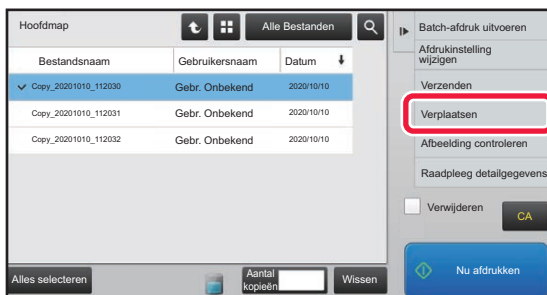 Hoofdmap
Alle Bestanden
Bestandsnaam Gebruikersnaam Datum
Copy_20201010_112030 Gebr. Onbekend 2020/10/10
Copy_20201010_112031 Gebr. Onbekend 2020/10/10
Copy_20201010_112032 Gebr. Onbekend 2020/10/10
Alles selecteren
Aantal
kopieën
Wissen
Batch-afdruk uitvoeren
Afdrukinstelling
wijzigen
Verzenden
Verplaatsen
Afbeelding controleren
Raadpleeg detailgegevens
Verwijderen
CA
Nu afdrukken